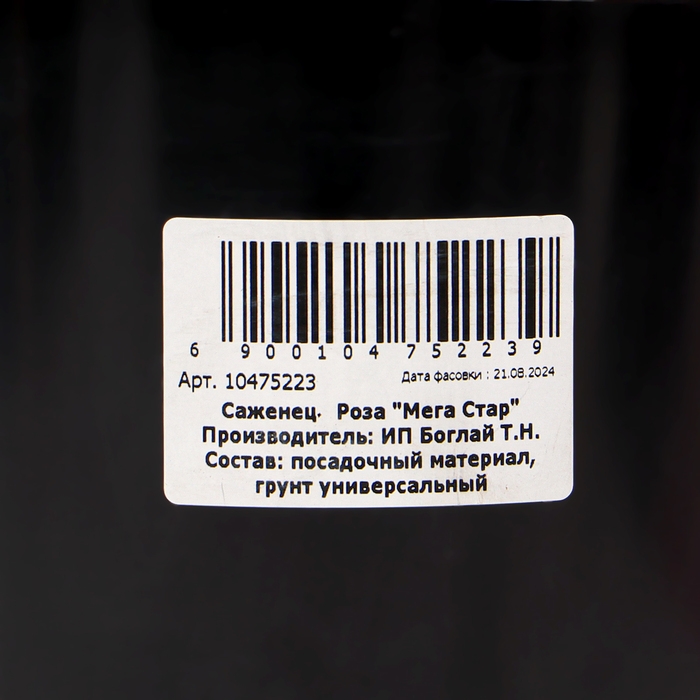 6 900104 752239
Арт. 10475223 Дата фасовки : 21.08.2024
Саженец. Роза "Мега Стар"
Производитель: ИП Боглай Т.Н.
Состав: посадочный материал,
грунт универсальный